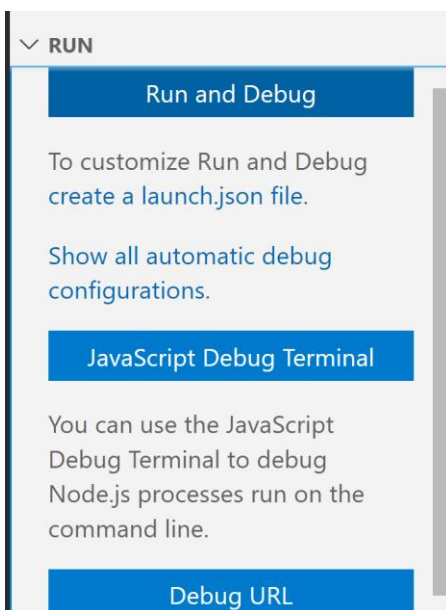 RUN
Run and Debug
To customize Run and Debug
create a launch.json file.
Show all automatic debug
configurations.
JavaScript Debug Terminal
You can use the JavaScript
Debug Terminal to debug
Node.js processes run on the
command line.
Debug URL